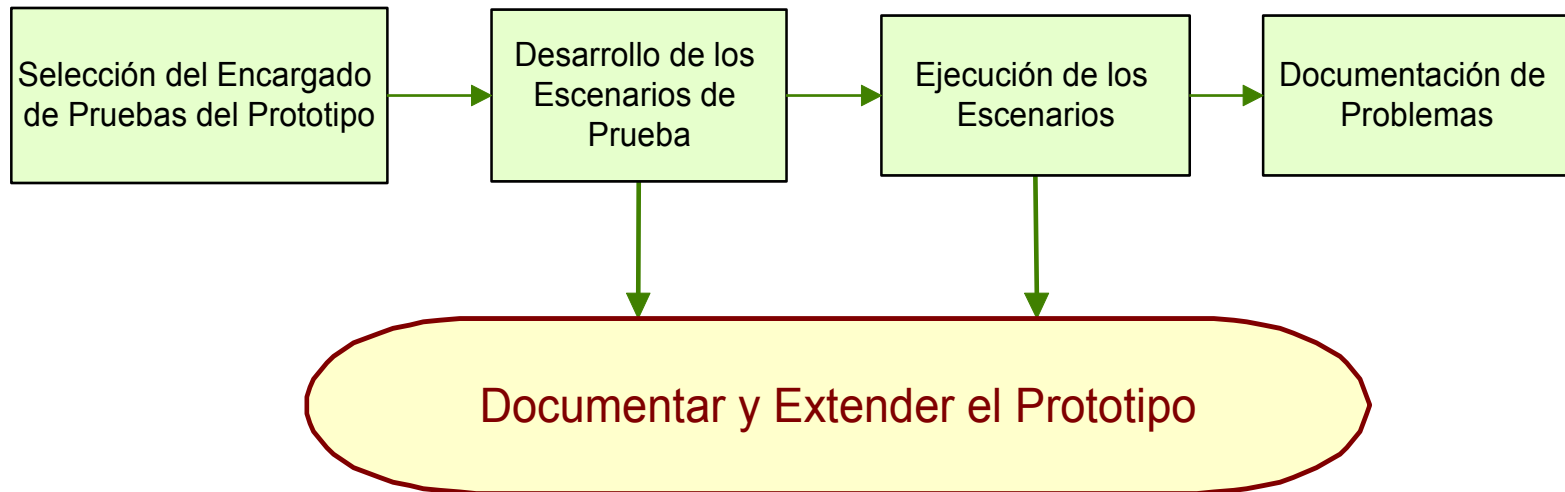 Selección del Encargado
de Pruebas del Prototipo
Desarrollo de los
Escenarios de
Prueba
Ejecución de los
Escenarios
Documentación de
Problemas
Documentar y Extender el Prototipo